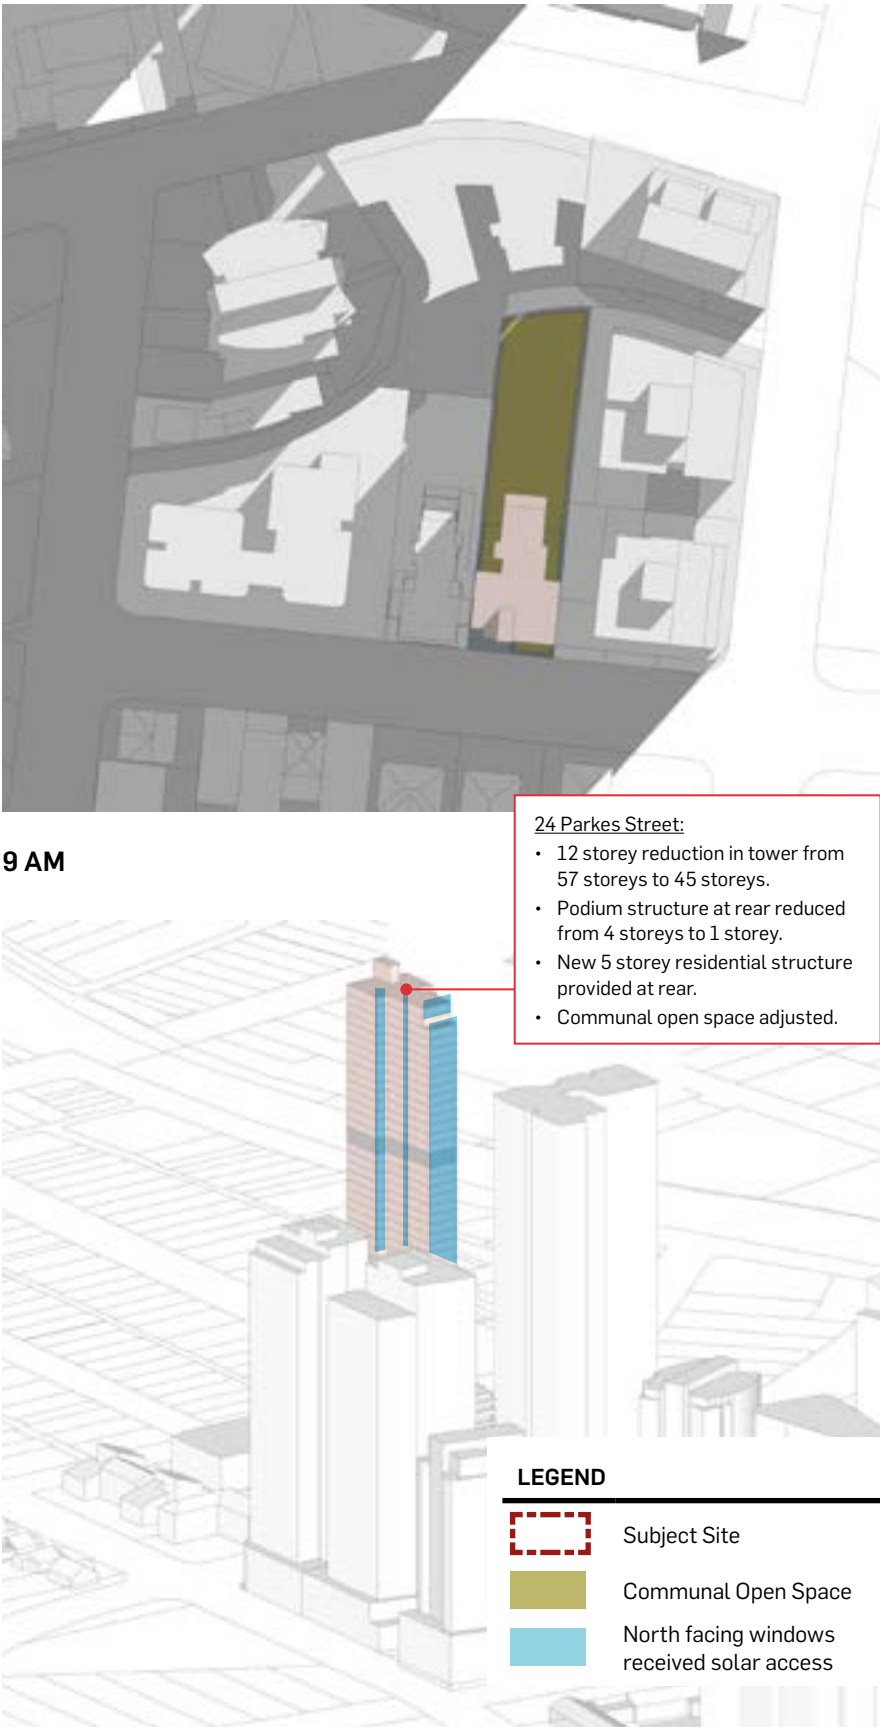 9 AM
24 Parkes Street:
• 12 storey reduction in tower from
57 storeys to 45 storeys.
• Podium structure at rear reduced
from 4 storeys to 1 storey.
• New 5 storey residential structure
provided at rear.
• Communal open space adjusted.
LEGEND
Subject Site
Communal Open Space
North facing windows
received solar access